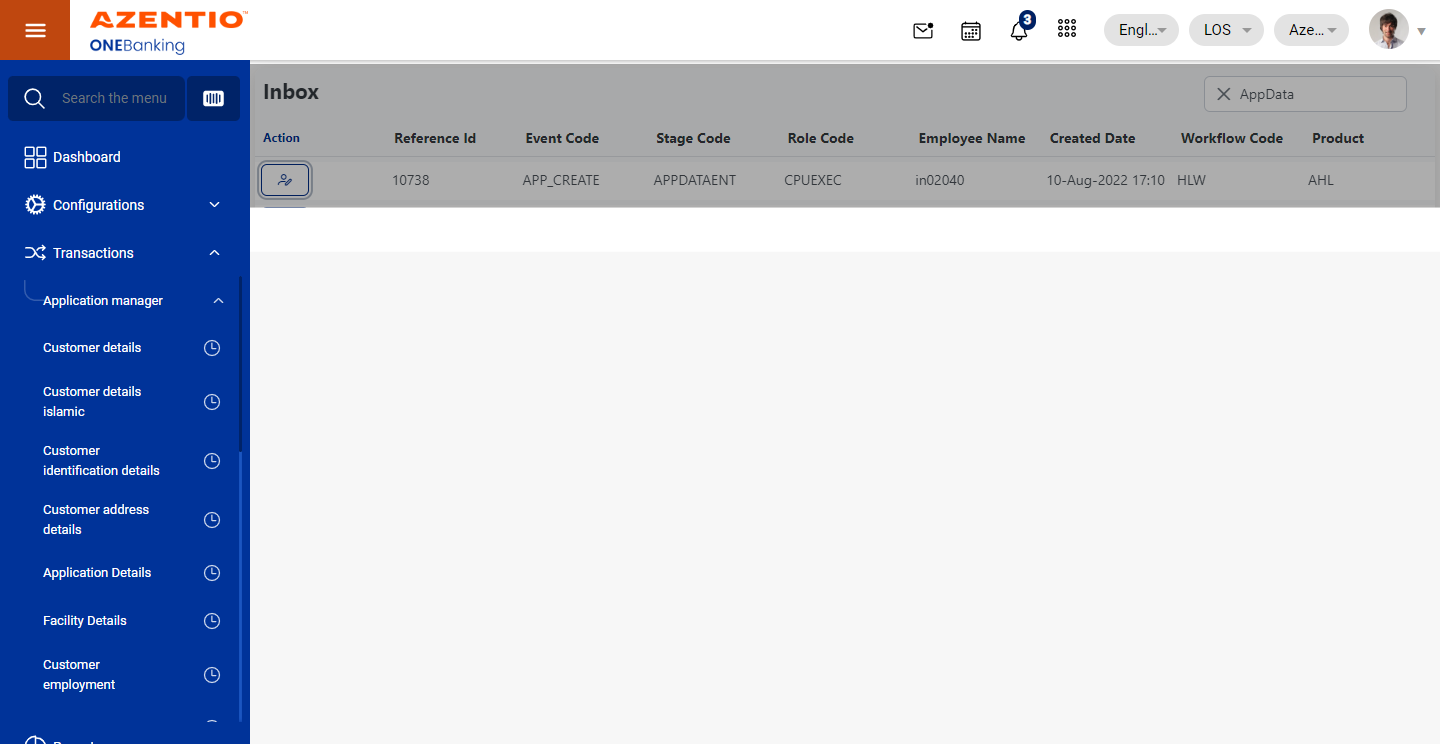 AZENTIO™
ONEBanking
3
Engl...
LOS
Aze...
Search the menu
Dashboard
Configurations
Transactions
Application manager
Customer details
Customer details
islamic
Customer
identification details
Customer address
details
Application Details
Facility Details
Customer
employment
Inbox
AppData
Action Reference Id Event Code Stage Code Role Code Employee Name Created Date Workflow Code Product
10738 APP_CREATE APPDATAENT CPUEXEC in02040 10-Aug-2022 17:10 HLW AHL